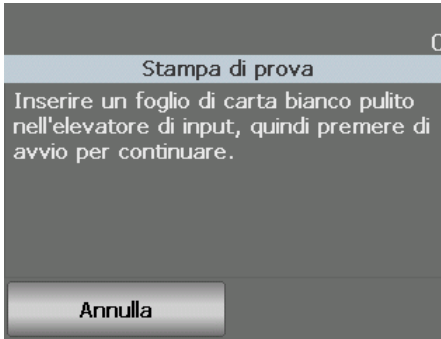 Stampa di prova
Inserire un foglio di carta bianco pulito
nell'elevatore di input, quindi premere di
avvio per continuare.
Annulla